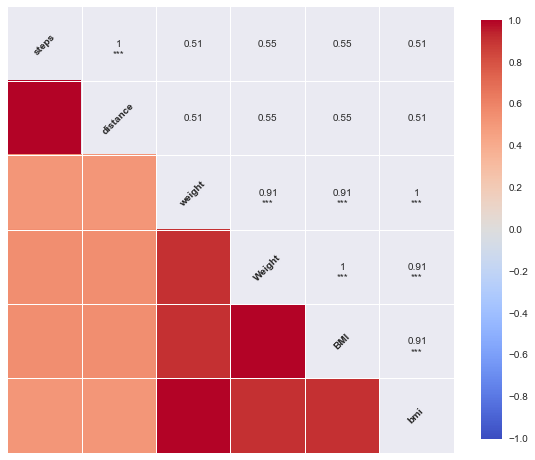 steps 1 0.51 0.55 0.55 0.51
***
distance 0.51 0.55 0.55 0.51
weight 0.91 0.91 1
*** *** ***
Weight 1 0.91
*** ***
BMI 0.91
***
bmi
1.0
0.8
0.6
0.4
0.2
0.0
−0.2
−0.4
−0.6
−0.8
−1.0